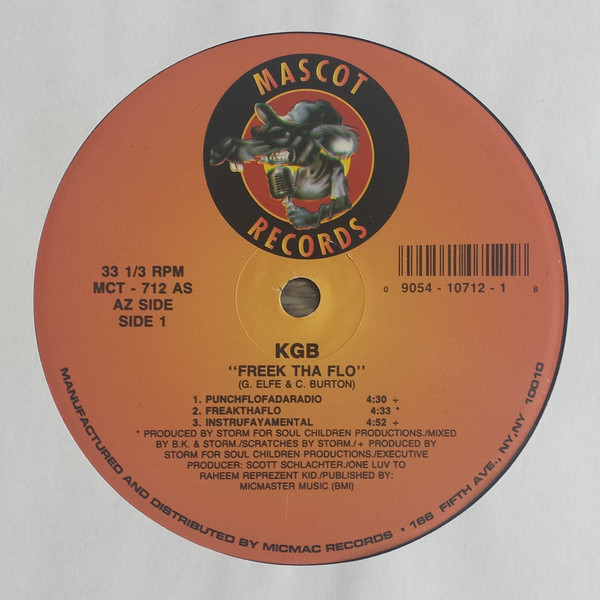 MASCOT
RECORDS
33 1/3 RPM
MCT - 712 AS
AZ SIDE
SIDE 1
0 9054 - 10712 - 1 8
KGB
"FREEK THA FLO"
(G. ELFE & C. BURTON)
1. PUNCHFLOFADARADIO 4:30 +
2. FREAKTHAFLO 4:33 *
3. INSTRUFAYAMENTAL 4:52 +
* PRODUCED BY STORM FOR SOUL CHILDREN PRODUCTIONS./MIXED
BY B.K. & STORM./SCRATCHES BY STORM./+ PRODUCED BY
STORM FOR SOUL CHILDREN PRODUCTIONS./EXECUTIVE
PRODUCER: SCOTT SCHLACHTER./ONE LUV TO
RAHEEM REPREZENT KID./PUBLISHED BY:
MICMASTER MUSIC (BMI)
MANUFACTURED AND DISTRIBUTED BY MICMAC RECORDS • 166 FIFTH AVE., NY,NY 10010